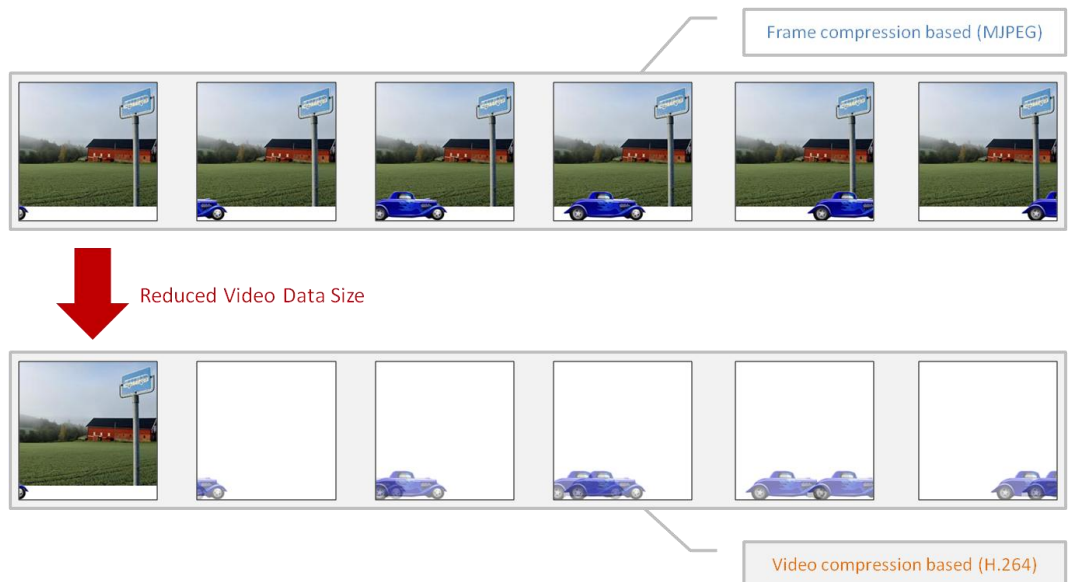 Frame compression based (MJPEG)
Reduced Video Data Size
Video compression based (H.264)